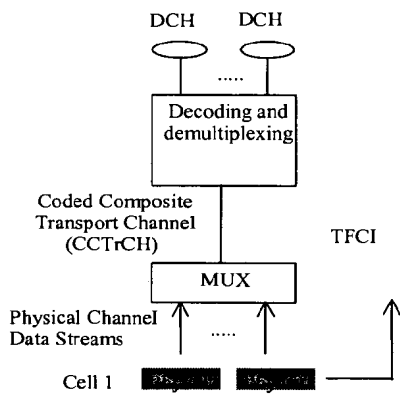 DCH DCH
.....
Decoding and
demultiplexing
Coded Composite
Transport Channel
(CCTrCH)
TFCI
MUX
Physical Channel
Data Streams
.....
Cell 1